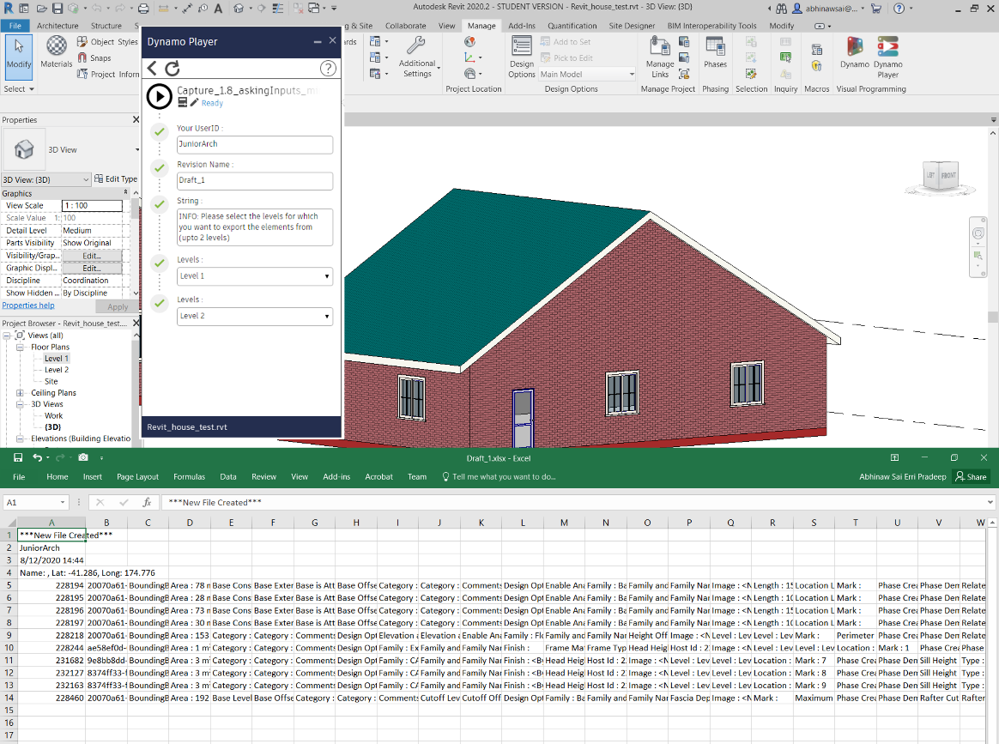 Autodesk Revit 2020.2 - STUDENT VERSION - Revit_house_test.rvt - 3D View: {3D}
abhinawsai@...
File Architecture Structure
ng & Site Collaborate View Manage Add-Ins Quantification Site Designer BIM Interoperability Tools Modify
Modify
Materials
Object Styles
Snaps
Project Inform
Additional
Settings
Design
Options
Add to Set
Pick to Edit
Main Model
Manage
Links
Phases
Dynamo
Dynamo
Player
Select
Project Location
Design Options
Manage Project
Phasing
Selection
Inquiry
Macros
Visual Programming
Dynamo Player
Capture_1.8_askingInputs_m
Ready
Your UserID :
JuniorArch
Revision Name :
Draft_1
String :
INFO: Please select the levels for which
you want to export the elements from
(upto 2 levels)
Levels :
Level 1
Levels :
Level 2
Revit_house_test.rvt
Properties
3D View
3D View: {3D}
Edit Type
Graphics
View Scale 1 : 100
Scale Value 1: 100
Detail Level Medium
Parts Visibility Show Original
Visibility/Grap... Edit...
Graphic Displ... Edit...
Discipline Coordination
Show Hidden ... By Discipline
Properties help
Apply
Project Browser - Revit_house_test....
Views (all)
Floor Plans
Level 1
Level 2
Site
Ceiling Plans
3D Views
Work
{3D}
Elevations (Building Elevatio
FRONT
Draft_1.xlsx - Excel
File Home Insert Page Layout Formulas Data Review View Add-ins Acrobat Team Tell me what you want to do...
Abhinaw Sai Erri Pradeep Share
A1 fx ***New File Created***
A B C D E F G H I J K L M N O P Q R S T U V W
1 ***New File Created***
2 JuniorArch
3 8/12/2020 14:44
4 Name: , Lat: -41.286, Long: 174.776
5 228194 20070a61- BoundingB Area : 78 m Base Cons Base Exter Base is Att Base Offse Category : Category : Comments Design Opt Enable Ana Family : Ba Family and Family Nam Image : <N Length : 15 Location L Mark : Phase Crea Phase Dem Relate
6 228195 20070a61- BoundingB Area : 28 m Base Cons Base Exter Base is Att Base Offse Category : Category : Comments Design Opt Enable Ana Family : Ba Family and Family Nam Image : <N Length : 10 Location L Mark : Phase Crea Phase Dem Relate
7 228196 20070a61- BoundingB Area : 73 m Base Cons Base Exter Base is Att Base Offse Category : Category : Comments Design Opt Enable Ana Family : Ba Family and Family Nam Image : <N Length : 15 Location L Mark : Phase Crea Phase Dem Relate
8 228197 20070a61- BoundingB Area : 30 m Base Cons Base Exter Base is Att Base Offse Category : Category : Comments Design Opt Enable Ana Family : Ba Family and Family Nam Image : <N Length : 10 Location L Mark : Phase Crea Phase Dem Relate
9 228218 20070a61- BoundingB Area : 153 Category : Category : Comments Design Opt Elevation a Elevation a Enable Ana Family : Flo Family and Family Nam Height Off Image : <N Level : Lev Level : Lev Mark : Perimeter Phase Crea Phase Dem Relate
10 228244 ae58ef0d- BoundingB Area : 1 m Category : Category : Comments Design Opt Family : Ex Family and Family Nam Finish : Frame Mat Frame Typ Head Heig Host Id : 2 Image : <N Level : Lev Level : Lev Location : Mark : 1 Phase Crea Phase
11 231682 9e8bb8dd- BoundingB Area : 3 m Category : Category : Comments Design Opt Family : CA Family and Family Nam Finish : <By Head Heig Host Id : 2 Image : <N Level : Lev Level : Lev Location : Mark : 7 Phase Crea Phase Dem Sill Height Type :
12 232127 8374ff33-f BoundingB Area : 3 m Category : Category : Comments Design Opt Family : CA Family and Family Nam Finish : <By Head Heig Host Id : 2 Image : <N Level : Lev Level : Lev Location : Mark : 8 Phase Crea Phase Dem Sill Height Type :
13 232163 8374ff33-f BoundingB Area : 3 m Category : Category : Comments Design Opt Family : CA Family and Family Nam Finish : <By Head Heig Host Id : 2 Image : <N Level : Lev Level : Lev Location : Mark : 9 Phase Crea Phase Dem Sill Height Type :
14 228460 20070a61- BoundingB Area : 192 Base Level Base Offse Category : Category : Comments Cutoff Lev Cutoff Off Design Opt Family : Ba Family and Family Nam Fascia Dep Image : <N Mark : Maximum Phase Crea Phase Dem Rafter Cut Rafter
15
16
17